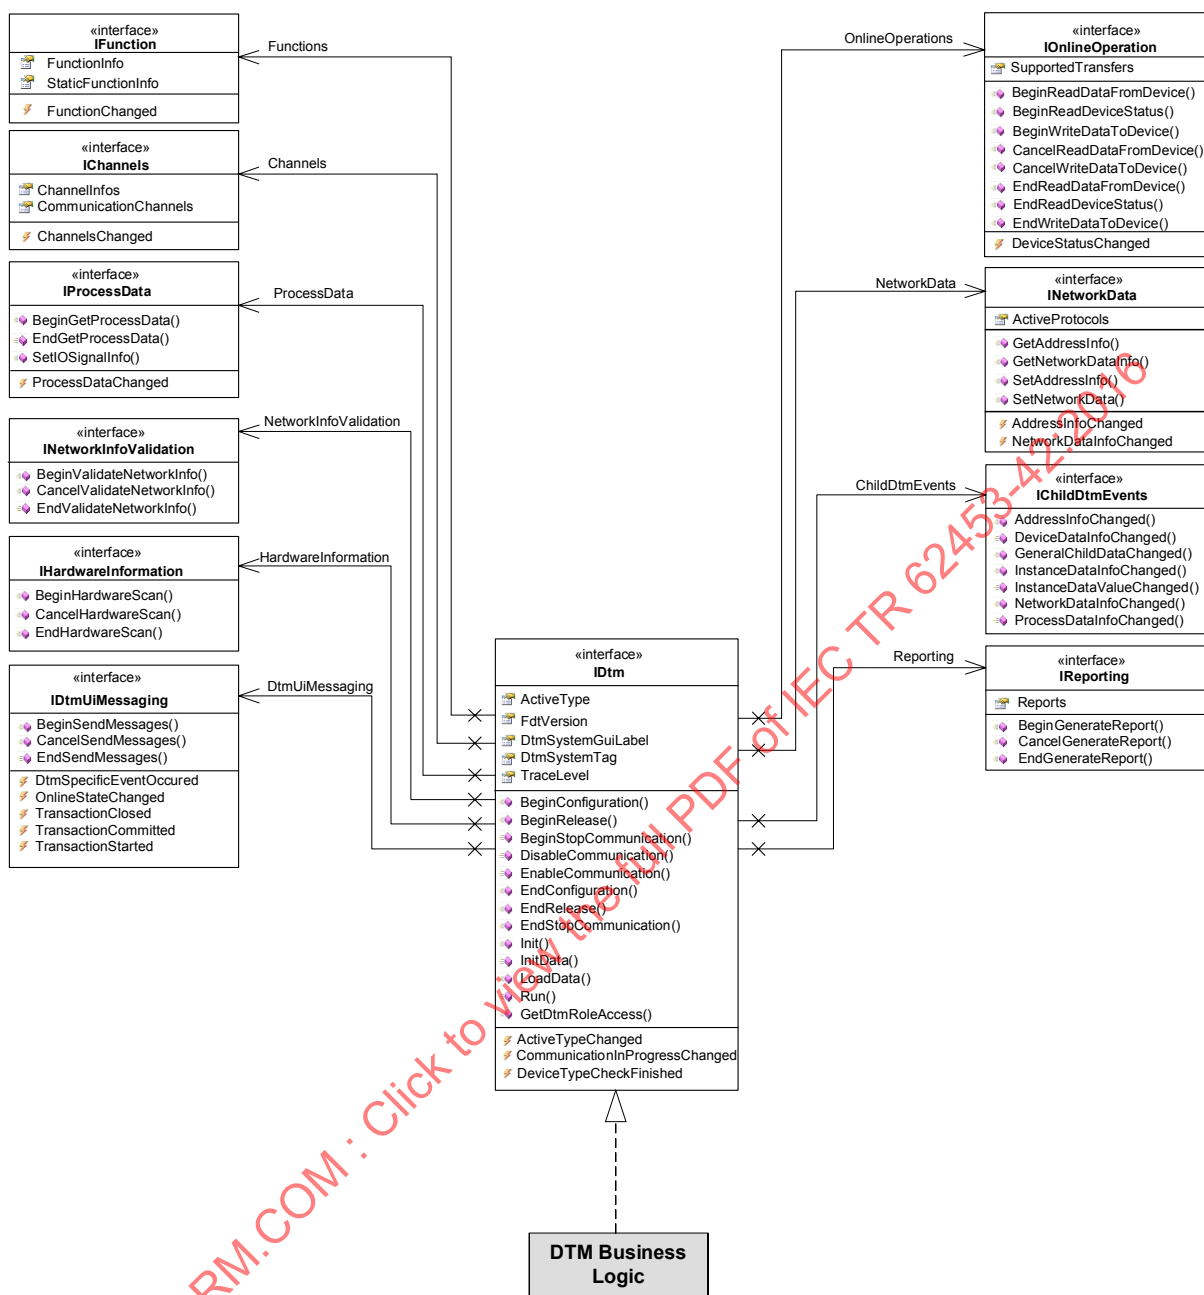 «interface»
IFunction
FunctionInfo
StaticFunctionInfo
FunctionChanged
Functions
«interface»
IChannels
ChannelInfos
CommunicationChannels
ChannelsChanged
Channels
«interface»
IProcessData
BeginGetProcessData()
EndGetProcessData()
SetIOSignalInfo()
ProcessDataChanged
ProcessData
«interface»
INetworkInfoValidation
BeginValidateNetworkInfo()
CancelValidateNetworkInfo()
EndValidateNetworkInfo()
NetworkInfoValidation
«interface»
IHardwareInformation
BeginHardwareScan()
CancelHardwareScan()
EndHardwareScan()
HardwareInformation
«interface»
IDtmUiMessaging
BeginSendMessages()
CancelSendMessages()
EndSendMessages()
DtmSpecificEventOccured
OnlineStateChanged
TransactionClosed
TransactionCommitted
TransactionStarted
DtmUiMessaging
OnlineOperations
«interface»
IOnlineOperation
SupportedTransfers
BeginReadDataFromDevice()
BeginReadDeviceStatus()
BeginWriteDataToDevice()
CancelReadDataFromDevice()
CancelWriteDataToDevice()
EndReadDataFromDevice()
EndReadDeviceStatus()
EndWriteDataToDevice()
DeviceStatusChanged
NetworkData
«interface»
INetworkData
ActiveProtocols
GetAddressInfo()
GetNetworkDataInfo()
SetAddressInfo()
SetNetworkData()
AddressInfoChanged
NetworkDataInfoChanged
ChildDtmEvents
«interface»
IChildDtmEvents
AddressInfoChanged()
DeviceDataInfoChanged()
GeneralChildDataChanged()
InstanceDataInfoChanged()
InstanceDataValueChanged()
NetworkDataInfoChanged()
ProcessDataInfoChanged()
Reporting
«interface»
IReporting
Reports
BeginGenerateReport()
CancelGenerateReport()
EndGenerateReport()
«interface»
IDtm
ActiveType
FdtVersion
DtmSystemGuiLabel
DtmSystemTag
TraceLevel
BeginConfiguration()
BeginRelease()
BeginStopCommunication()
DisableCommunication()
EnableCommunication()
EndConfiguration()
EndRelease()
EndStopCommunication()
Init()
InitData()
LoadData()
Run()
GetDtmRoleAccess()
ActiveTypeChanged
CommunicationInProgressChanged
DeviceTypeCheckFinished
DTM Business
Logic
RM.COM : Click to view the full PDF of IEC TR 62453-42:2016